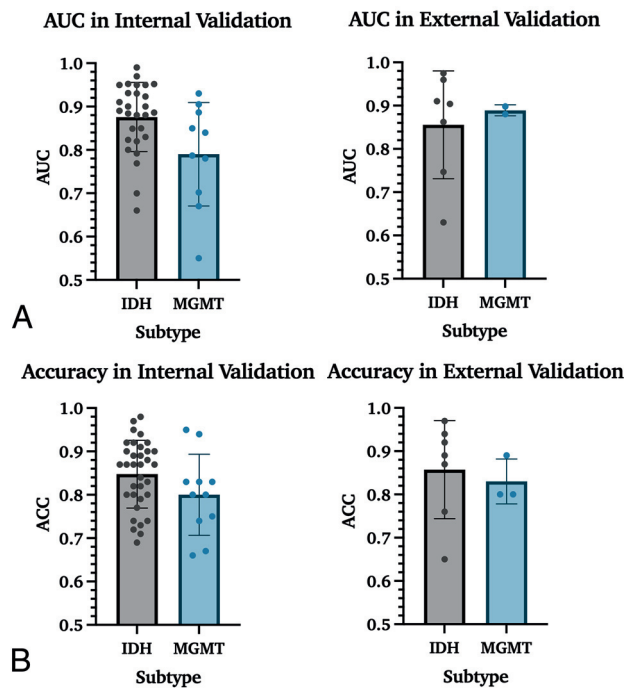 AUC in Internal Validation
AUC
1.0
0.9
0.8
0.7
0.6
0.5
IDH MGMT
Subtype
AUC in External Validation
AUC
1.0
0.9
0.8
0.7
0.6
0.5
IDH MGMT
Subtype
A
Accuracy in Internal Validation
ACC
1.0
0.9
0.8
0.7
0.6
0.5
IDH MGMT
Subtype
Accuracy in External Validation
ACC
1.0
0.9
0.8
0.7
0.6
0.5
IDH MGMT
Subtype
B